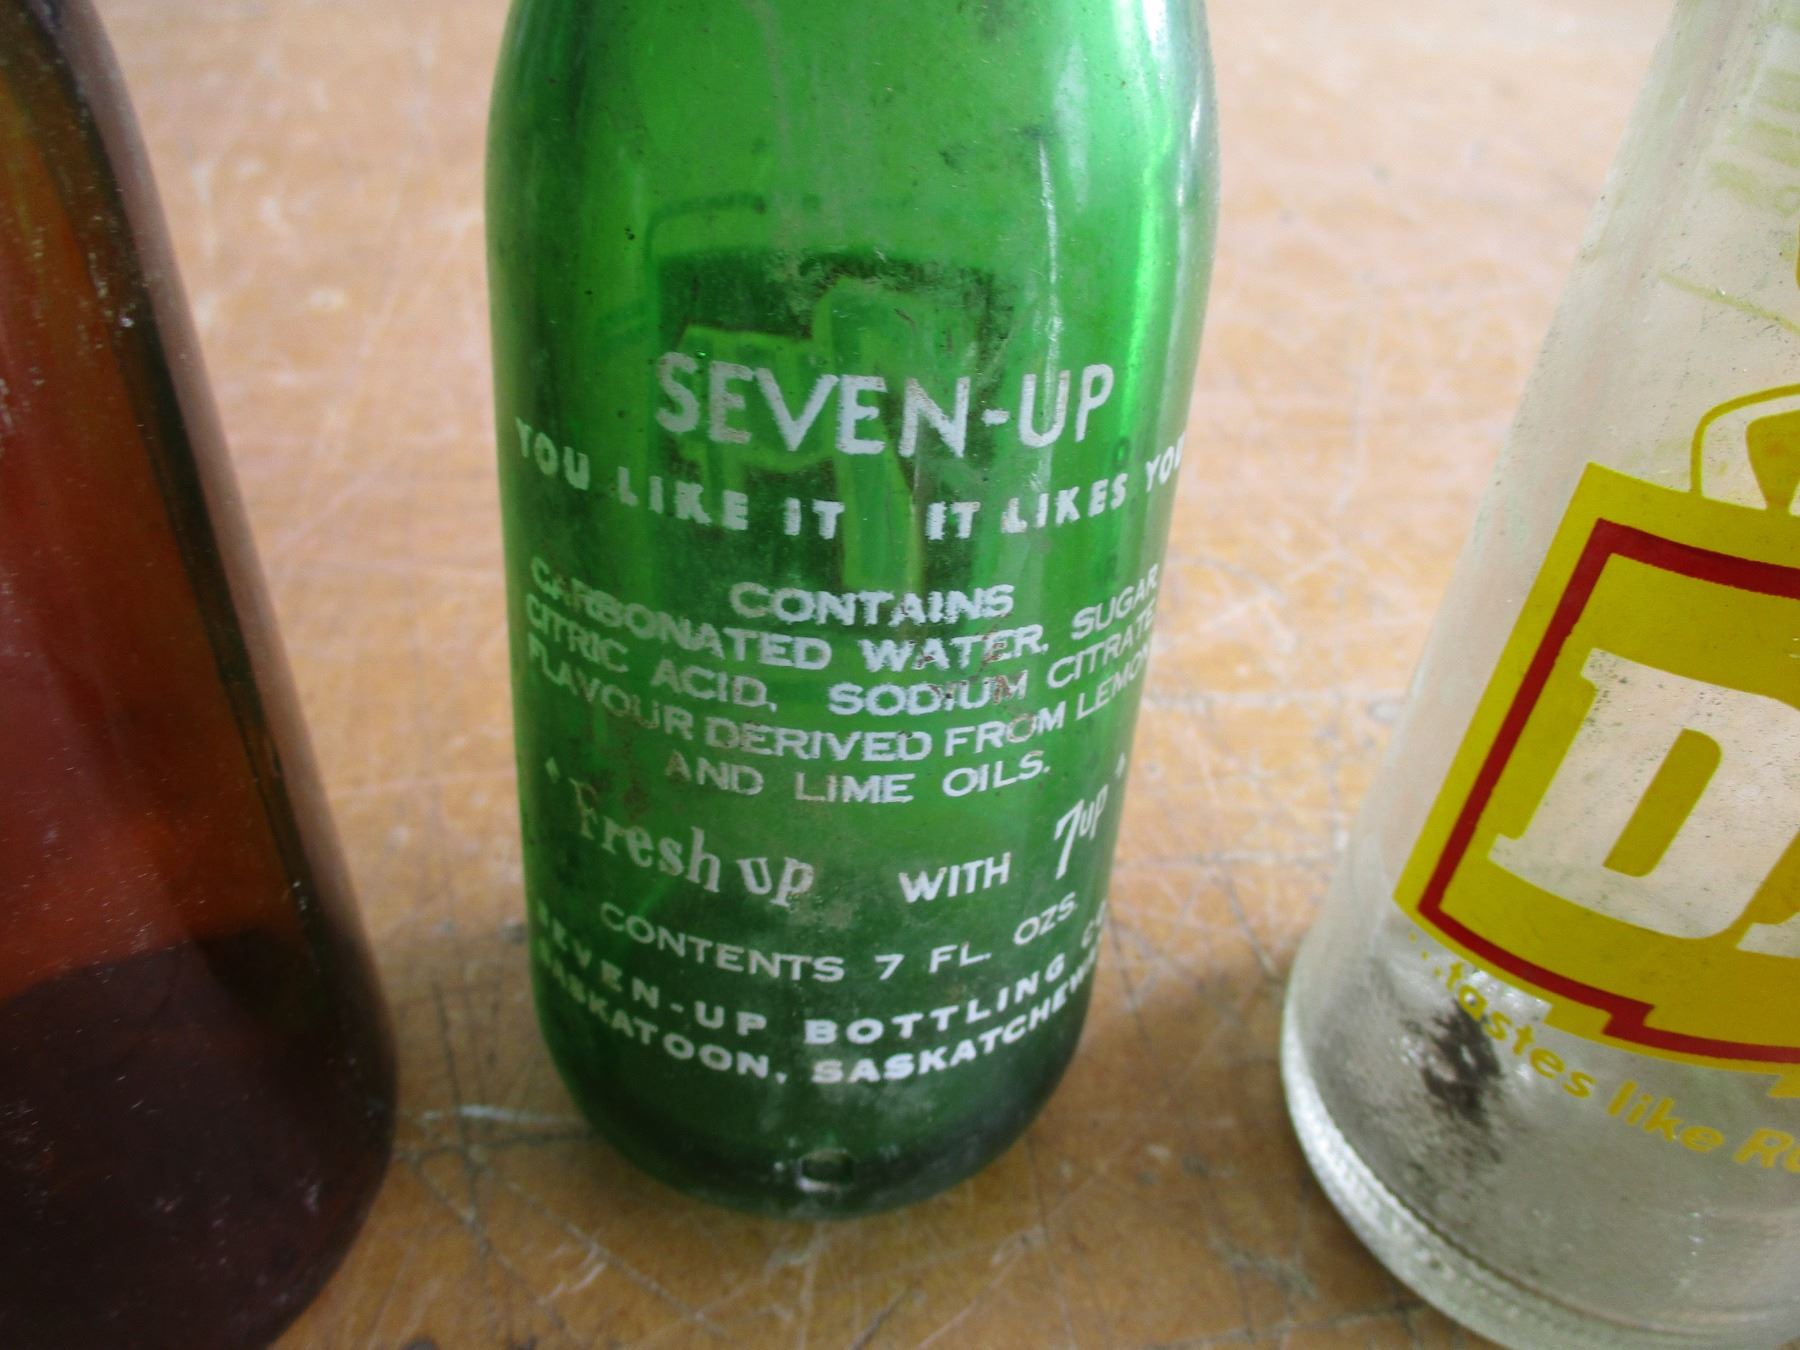 SEVEN-UP
YOU LIKE IT IT LIKES YOU
CONTAINS
CARBONATED WATER, SUGAR
CITRIC ACID, SODIUM CITRATE
FLAVOUR DERIVED FROM LEMON
AND LIME OILS.
Fresh up WITH 7up
CONTENTS 7 FL. OZS.
SEVEN-UP BOTTLING CO
SASKATOON, SASKATCHEWAN
D
...tastes like